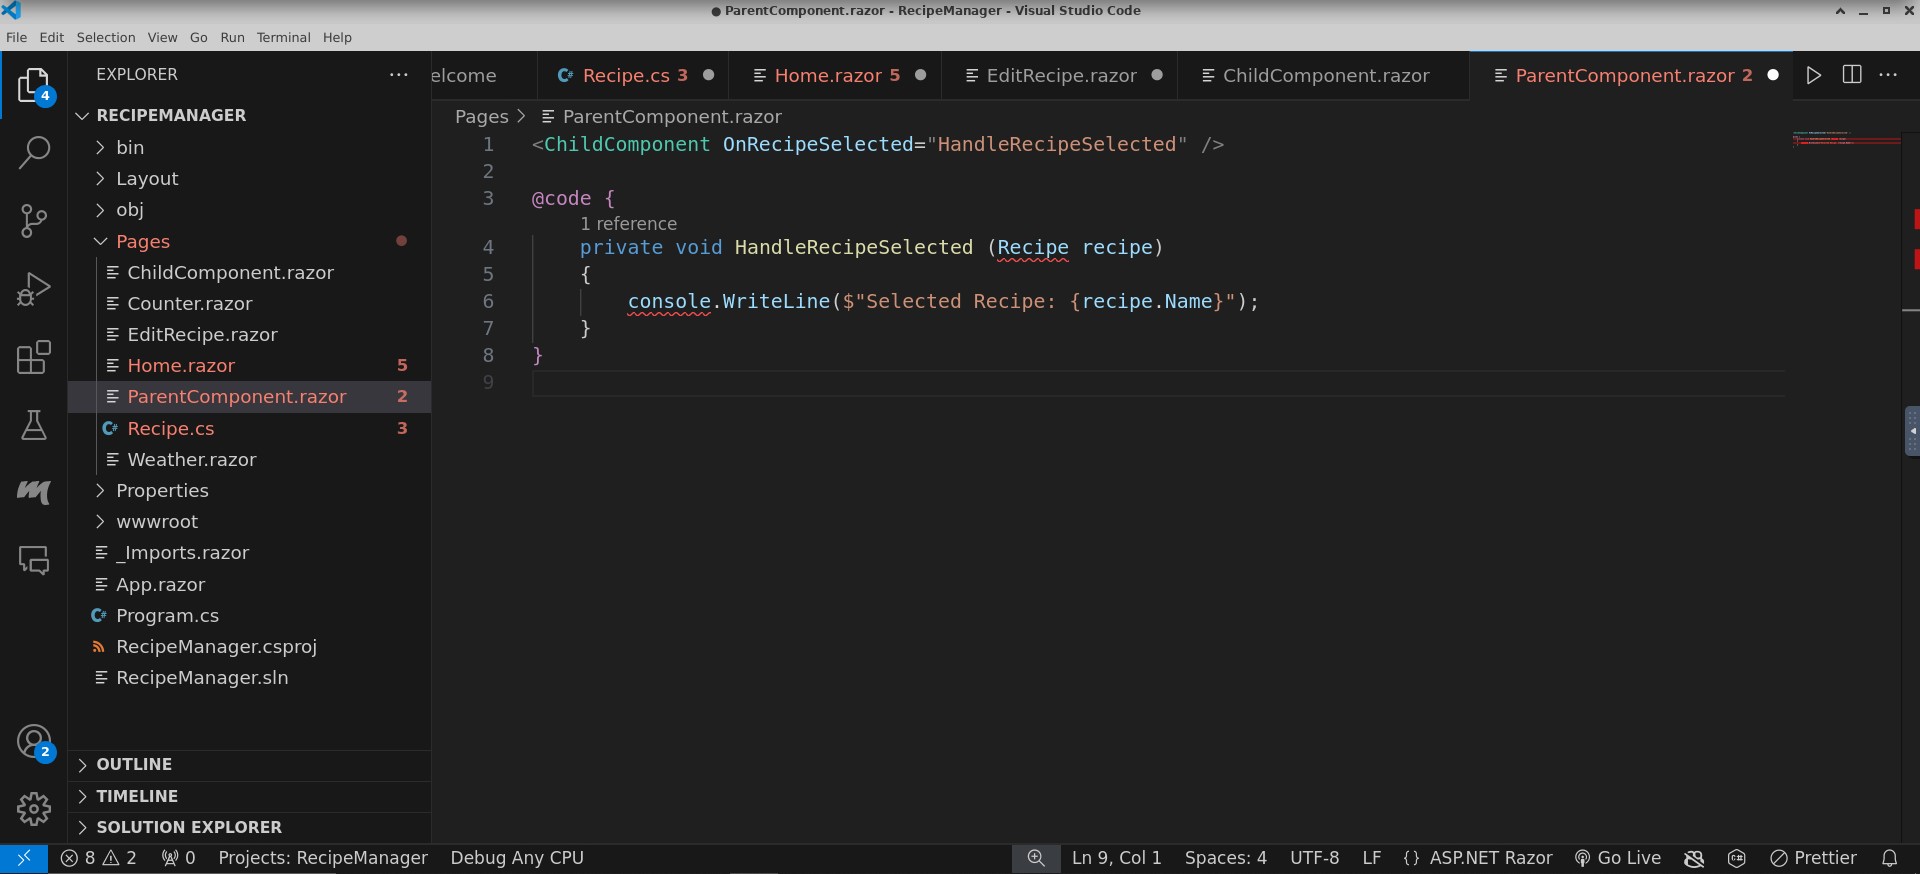 ● ParentComponent.razor - RecipeManager - Visual Studio Code
File Edit Selection View Go Run Terminal Help
EXPLORER
elcome
Recipe.cs 3
Home.razor 5
EditRecipe.razor
ChildComponent.razor
ParentComponent.razor 2
4
RECIPEMANAGER
bin
Layout
obj
Pages
ChildComponent.razor
Counter.razor
EditRecipe.razor
Home.razor 5
ParentComponent.razor 2
Recipe.cs 3
Weather.razor
Properties
wwwroot
_Imports.razor
App.razor
Program.cs
RecipeManager.csproj
RecipeManager.sln
2
OUTLINE
TIMELINE
SOLUTION EXPLORER
Pages > ParentComponent.razor
1 <ChildComponent OnRecipeSelected="HandleRecipeSelected" />
2
3 @code {
1 reference
4 private void HandleRecipeSelected (Recipe recipe)
5 {
6 console.WriteLine($"Selected Recipe: {recipe.Name}");
7 }
8 }
9
8 2 0 Projects: RecipeManager Debug Any CPU Ln 9, Col 1 Spaces: 4 UTF-8 LF {} ASP.NET Razor Go Live Prettier